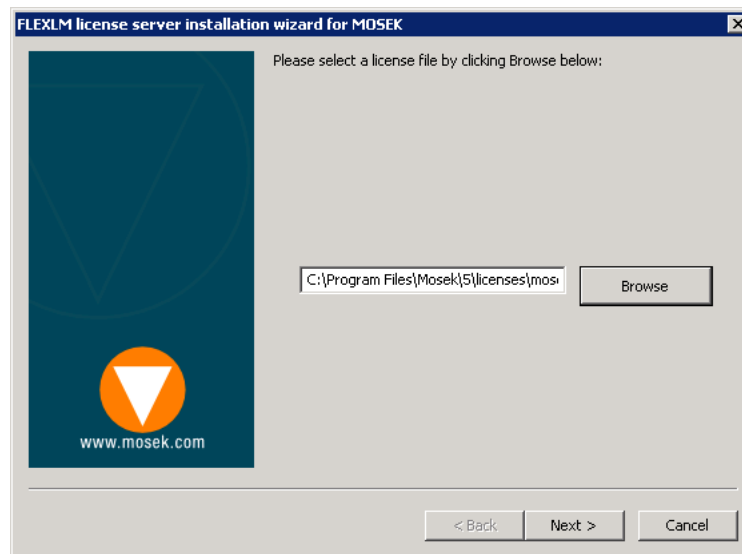 FLEXLM license server installation wizard for MOSEK
Please select a license file by clicking Browse below:
C:\Program Files\Mosek\5\licenses\mos
Browse
www.mosek.com
< Back
Next >
Cancel